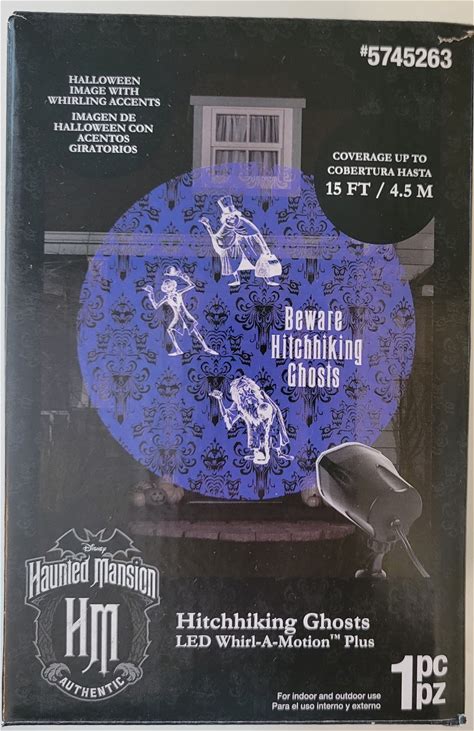 #5745263
HALLOWEEN
IMAGE WITH
WHIRLING ACCENTS
IMAGEN DE
HALLOWEEN CON
ACENTOS
GIRATORIOS
COVERAGE UP TO
COBERTURA HASTA
15 FT / 4.5 M
Beware
Hitchhiking
Ghosts
Disney
Haunted Mansion
HM
AUTHENTIC
Hitchhiking Ghosts
LED Whirl-A-Motion™ Plus
1 pc
pz
For indoor and outdoor use
Para el uso interno y externo